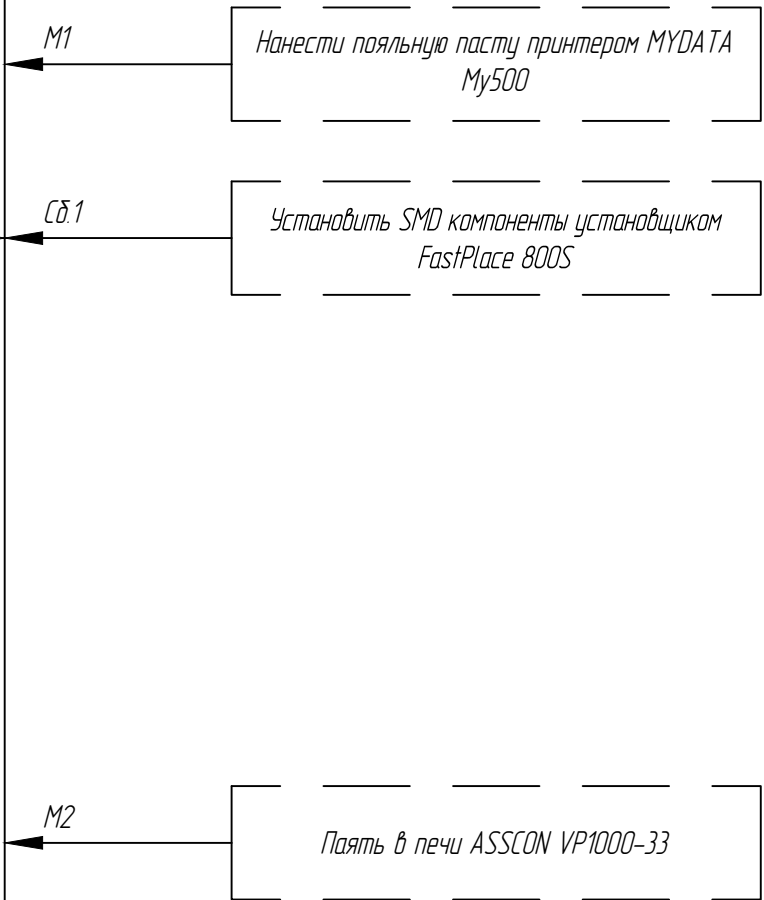 М1
Нанести пояльную пасту принтером MYDATA
My500
Сб.1
Установить SMD компоненты установщиком
FastPlace 800S
М2
Паять в печи ASSCON VP1000-33